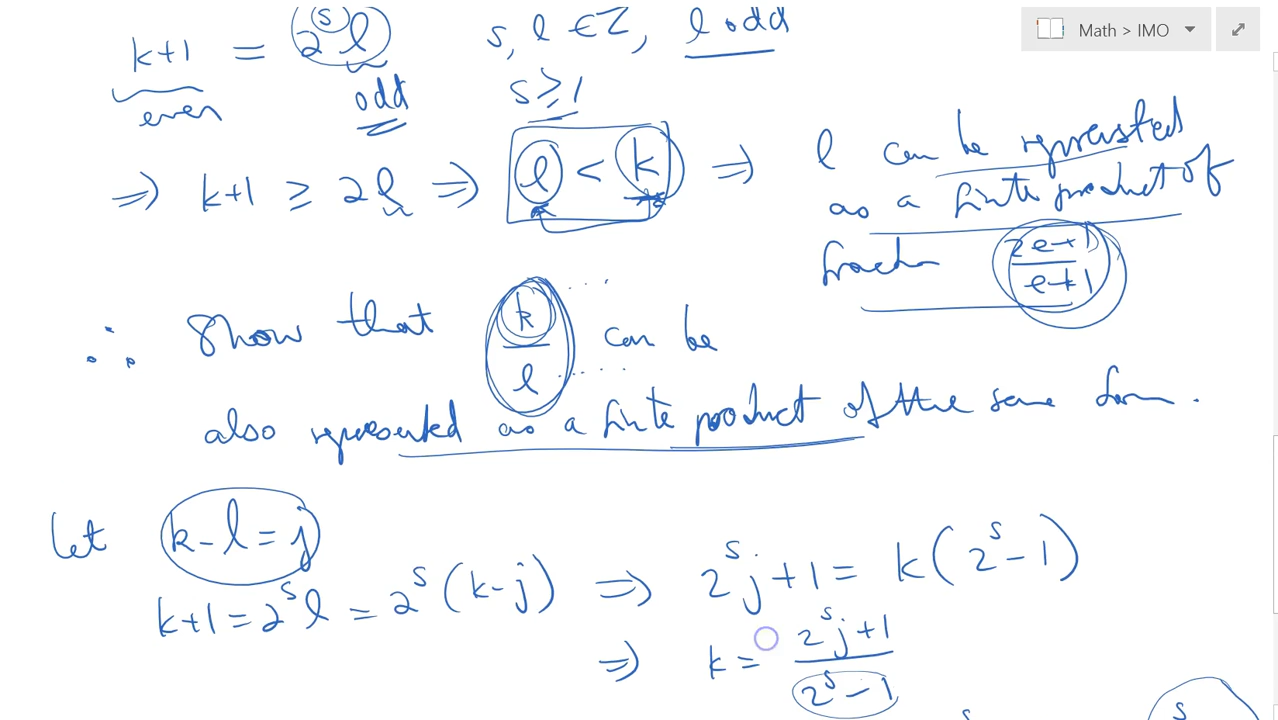 Math > IMO
k+1 = 2^s l   s, l ∈ Z, l odd
even   odd   s ≥ 1
⇒ k+1 ≥ 2l ⇒ l < k ⇒ l can be represented
as a finite product of
fraction (2e+1)/(e+1)
∴ Show that k/l can be
also represented as a finite product of the same form.
Let k-l=j
k+1 = 2^s l = 2^s (k-j) ⇒ 2^s j+1 = k(2^s - 1)
⇒ k = (2^s j+1)/(2^s - 1)
s s